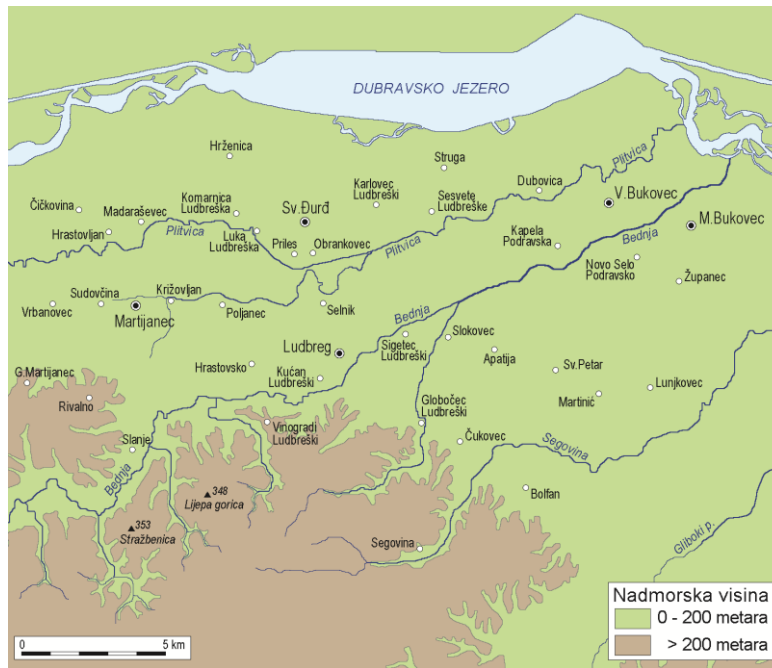 DUBRAVSKO JEZERO
Hrženica
Struga
Plitvica
Dubovica
Karlovec
Ludbreški
Sesvete
Ludbreške
V.Bukovec
Čičkovina
Komarnica
Ludbreška
Sv.Đurđ
Madaraševec
M.Bukovec
Hrastovljan
Plitvica
Luka
Ludbreška
Priles
Obrankovec
Plitvica
Kapela
Podravska
Bednja
Novo Selo
Podravsko
Županec
Vrbanovec
Sudovčina
Križovljan
Martijanec
Poljanec
Selnik
Bednja
Ludbreg
Sigetec
Ludbreški
Slokovec
Apatija
Hrastovsko
Kućan
Ludbreški
Sv.Petar
G.Martijanec
Rivalno
Martinić
Lunjkovec
Globočec
Ludbreški
Vinogradi
Ludbreški
Slanje
Čukovec
Segovina
Bednja
348
Lijepa gorica
Bolfan
353
Stražbenica
Segovina
Gliboki p.
Nadmorska visina
0 - 200 metara
> 200 metara
0 5 km